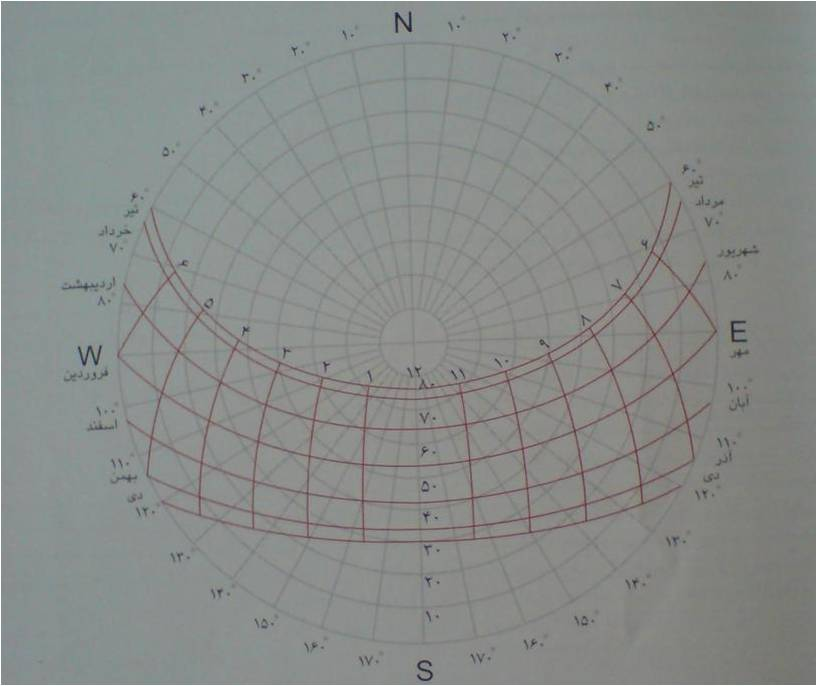 N
۱۰°
۱۰°
۲۰°
۲۰°
۳۰°
۳۰°
۴۰°
۴۰°
۵۰°
۵۰°
۶۰°
تیر
۶۰°
تیر
خرداد
۷۰°
مرداد
۷۰°
اردیبهشت
۸۰°
شهریور
۸۰°
۶
۵
۴
۳
۲
۱
۱۲
۱۱
۱۰
۹
۸
۷
۶
W
فروردین
E
مهر
۱۰۰°
اسفند
۱۰۰°
آبان
۱۱۰°
بهمن
۱۱۰°
آذر
دی
۱۲۰°
دی
۱۲۰°
۸۰
۷۰
۶۰
۵۰
۴۰
۳۰
۲۰
۱۰
۱۳۰°
۱۳۰°
۱۴۰°
۱۴۰°
۱۵۰°
۱۵۰°
۱۶۰°
۱۶۰°
۱۷۰°
۱۷۰°
S